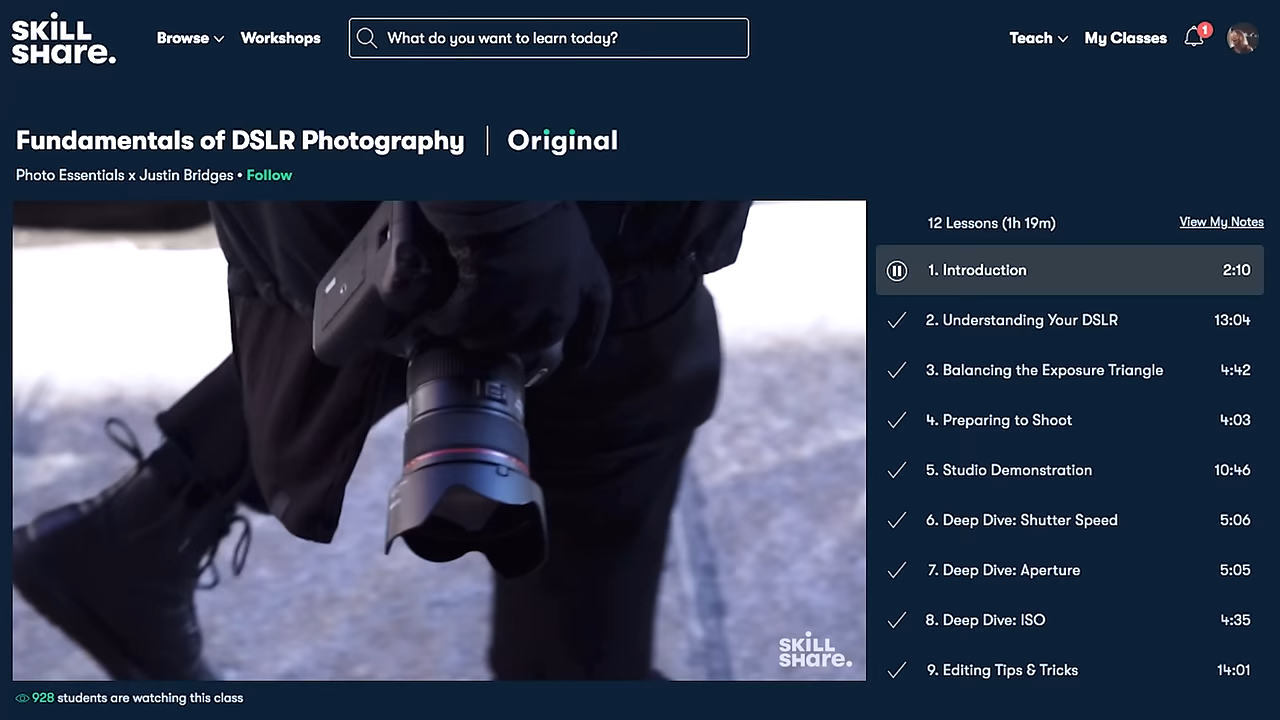 SKiLL
SHare.
Browse
Workshops
What do you want to learn today?
Teach
My Classes
1
Fundamentals of DSLR Photography | Original
Photo Essentials x Justin Bridges • Follow
12 Lessons (1h 19m)
View My Notes
1. Introduction 2:10
2. Understanding Your DSLR 13:04
3. Balancing the Exposure Triangle 4:42
4. Preparing to Shoot 4:03
5. Studio Demonstration 10:46
6. Deep Dive: Shutter Speed 5:06
7. Deep Dive: Aperture 5:05
8. Deep Dive: ISO 4:35
9. Editing Tips & Tricks 14:01
SKiLL
SHare.
928 students are watching this class